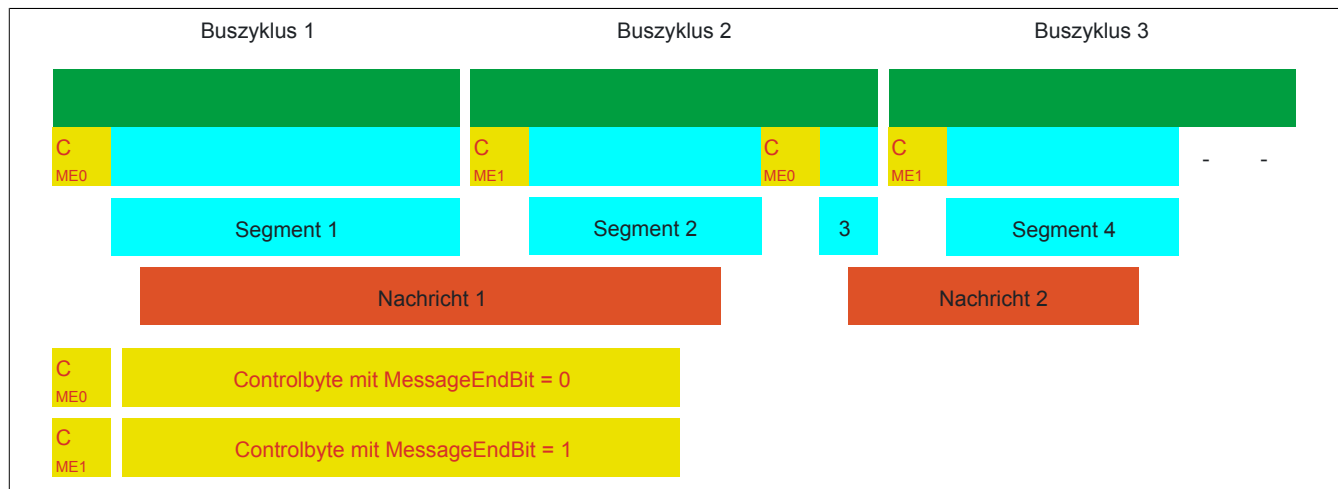 Buszyklus 1 Buszyklus 2 Buszyklus 3
C C C C
ME0 ME1 ME0 ME1 - -
Segment 1 Segment 2 3 Segment 4
Nachricht 1 Nachricht 2
C
ME0
Controlbyte mit MessageEndBit = 0
C
ME1
Controlbyte mit MessageEndBit = 1